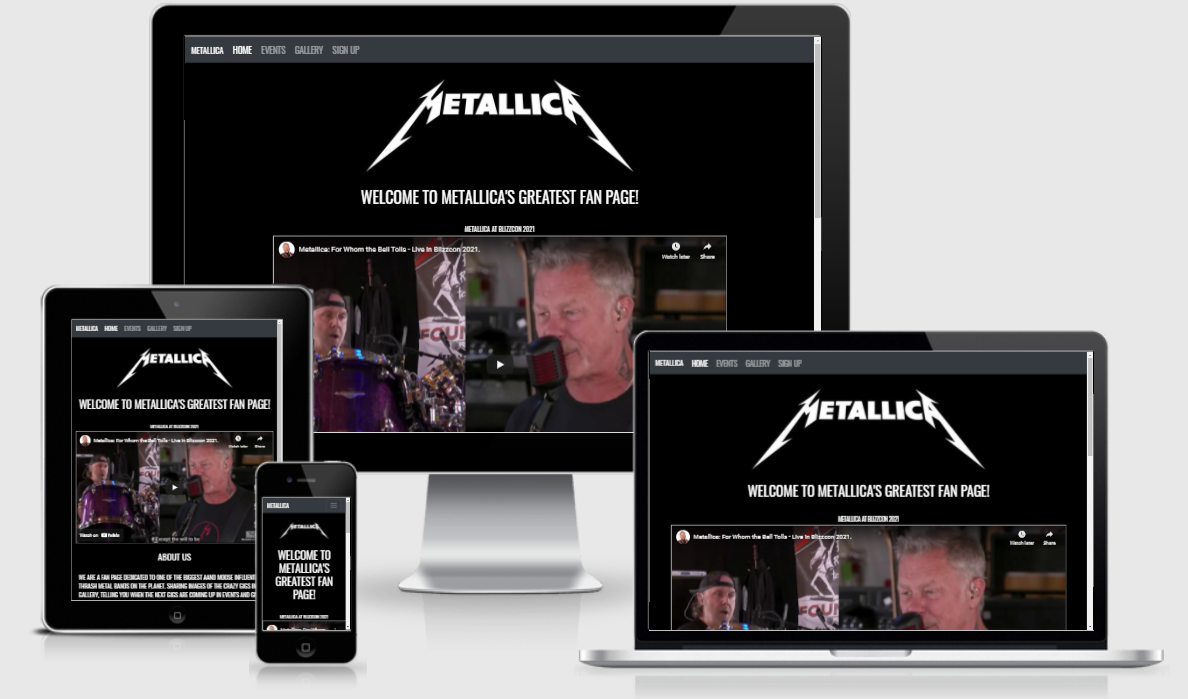 METALLICA HOME EVENTS GALLERY SIGN UP
METALLICA
WELCOME TO METALLICA'S GREATEST FAN PAGE!
METALLICA AT BLIZZCON 2021
Metallica: For Whom the Bell Tolls - Live in Blizzcon 2021.
Watch later Share
FOUN
METALLICA HOME EVENTS GALLERY SIGN UP
METALLICA
WELCOME TO METALLICA'S GREATEST FAN PAGE!
METALLICA AT BLIZZCON 2021
Metallica: For Whom the Bell Tolls - Live in Blizzcon 2021.
Watch later Share
Watch on YouTube
ABOUT US
WE ARE A FAN PAGE DEDICATED TO ONE OF THE BIGGEST AAND MOOSE INFLUENT
THRASH METAL BANDS ON THE PLANET. SHARING IMAGES OF THE CRAZY GIGS IN
GALLERY, TELLING YOU WHEN THE NEXT GIGS ARE COMING UP IN EVENTS AND
METALLICA
METALLICA
WELCOME TO
METALLICA'S
GREATEST FAN
PAGE!
METALLICA AT BLIZZCON 2021
METALLICA HOME EVENTS GALLERY SIGN UP
METALLICA
WELCOME TO METALLICA'S GREATEST FAN PAGE!
METALLICA AT BLIZZCON 2021
Metallica: For Whom the Bell Tolls - Live in Blizzcon 2021.
Watch later Share
FOUN